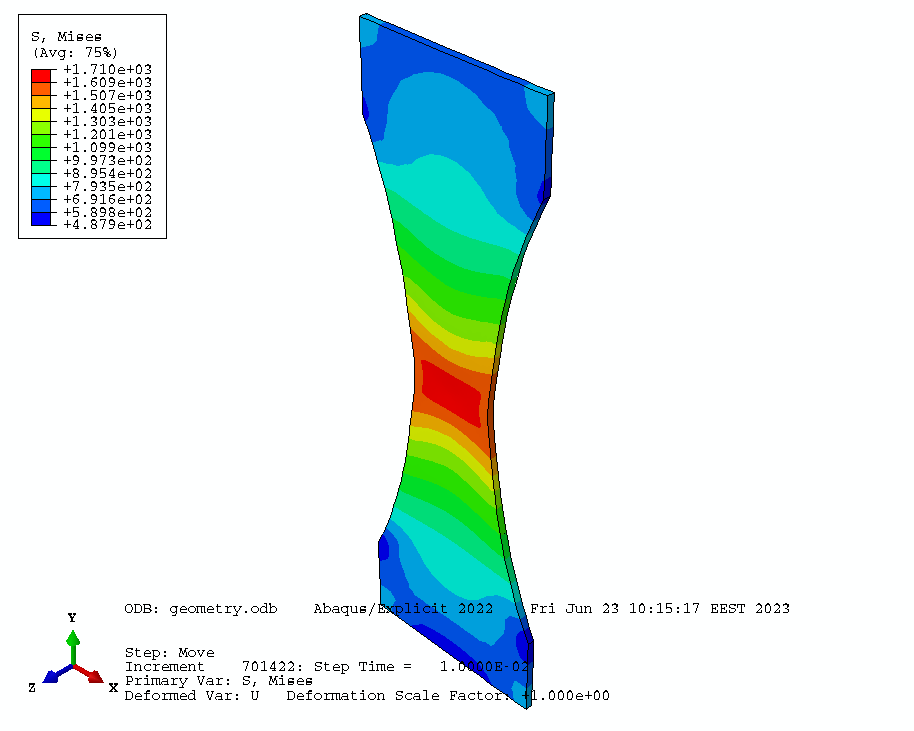 S, Mises
(Avg: 75%)
+1.710e+03
+1.609e+03
+1.507e+03
+1.405e+03
+1.303e+03
+1.201e+03
+1.099e+03
+9.973e+02
+8.954e+02
+7.935e+02
+6.916e+02
+5.898e+02
+4.879e+02
ODB: geometry.odb Abaqus/Explicit 2022 Fri Jun 23 10:15:17 EEST 2023
Y
Z
X
Step: Move
Increment 701422: Step Time = 1.0000E-02
Primary Var: S, Mises
Deformed Var: U Deformation Scale Factor: +1.000e+00